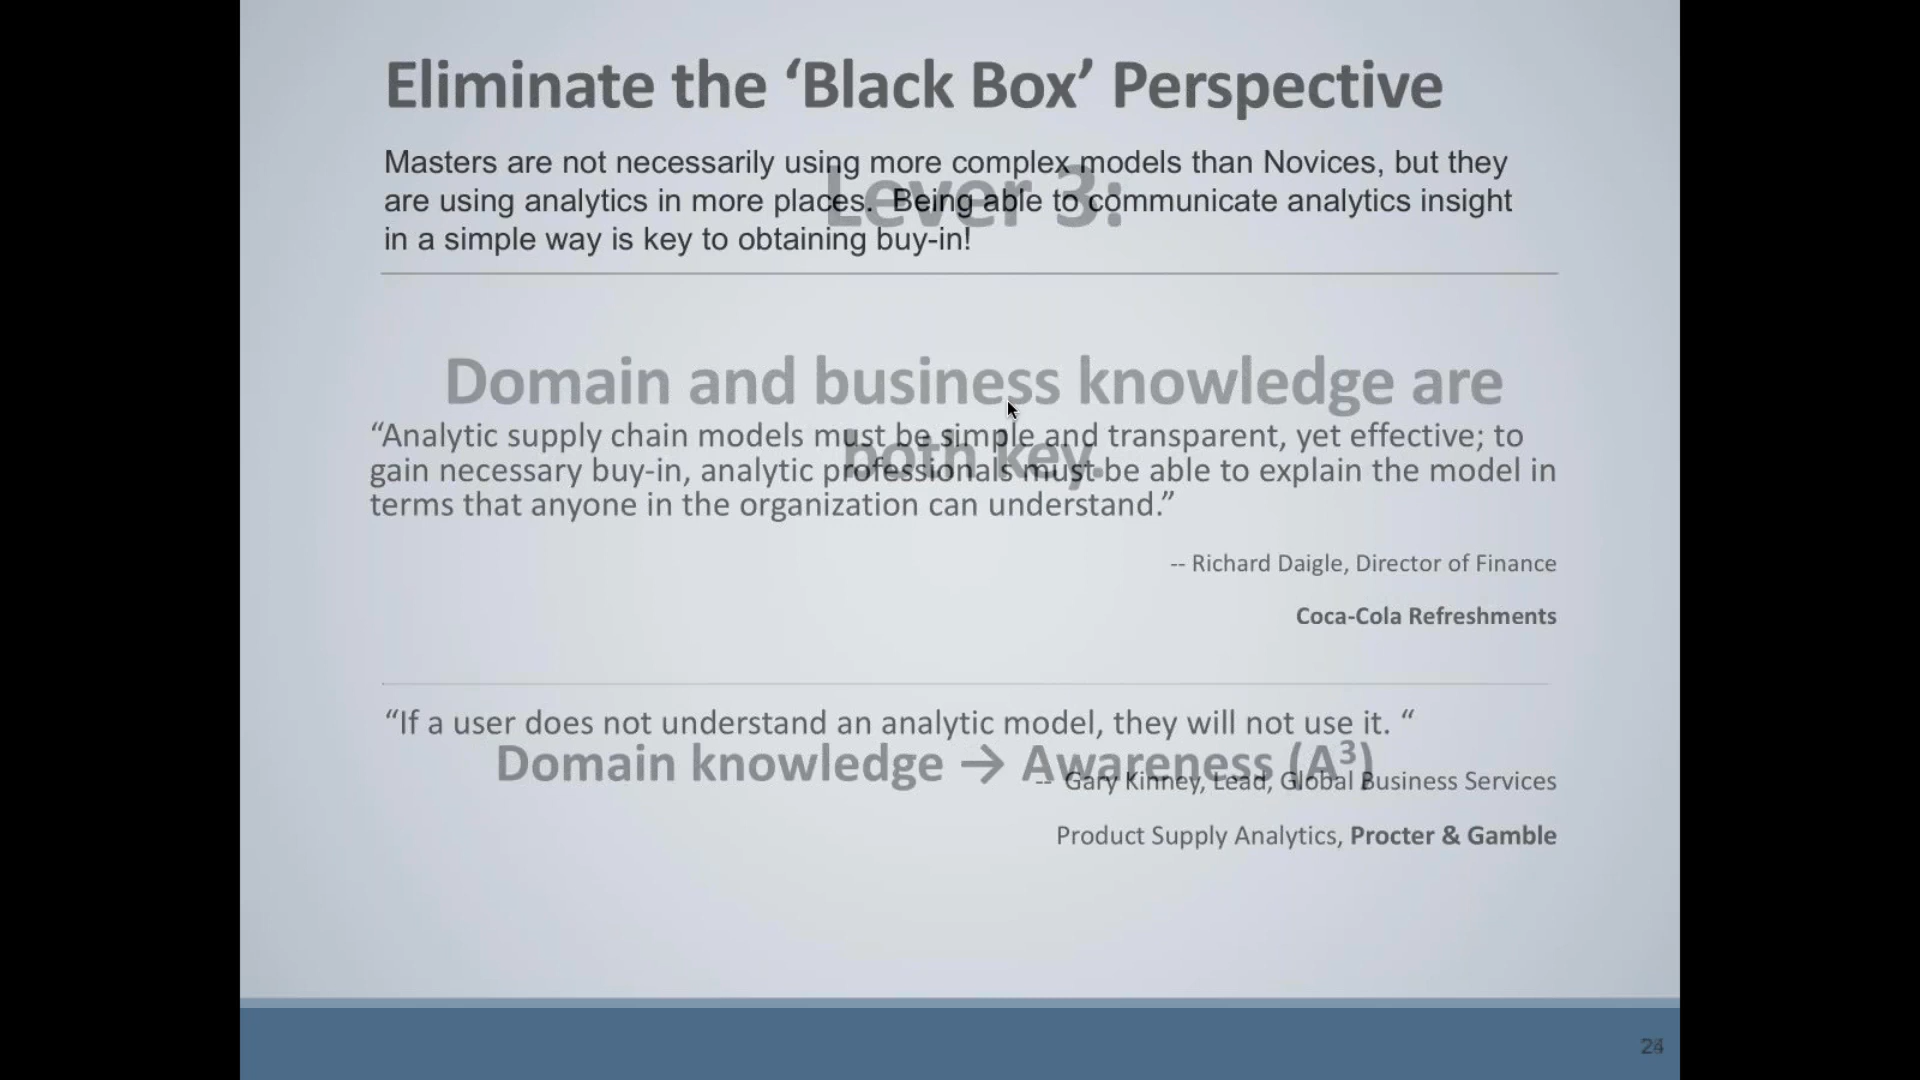 Eliminate the ‘Black Box’ Perspective
Masters are not necessarily using more complex models than Novices, but they
are using analytics in more places. Being able to communicate analytics insight
in a simple way is key to obtaining buy-in!
Lever 3:
Domain and business knowledge are
both key.
“Analytic supply chain models must be simple and transparent, yet effective; to
gain necessary buy-in, analytic professionals must be able to explain the model in
terms that anyone in the organization can understand.”
-- Richard Daigle, Director of Finance
Coca-Cola Refreshments
“If a user does not understand an analytic model, they will not use it. “
Domain knowledge → Awareness (A³)
-- Gary Kinney, Lead, Global Business Services
Product Supply Analytics, Procter & Gamble